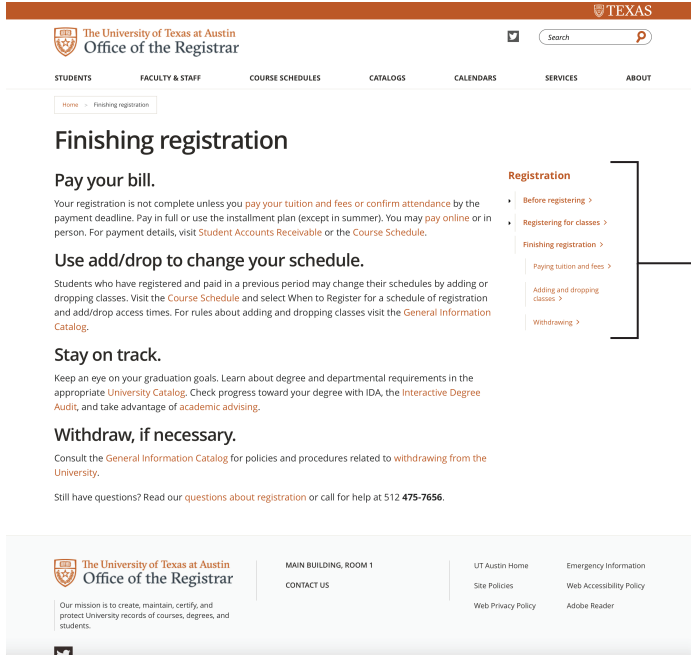 TEXAS
The University of Texas at Austin
Office of the Registrar
Search
STUDENTS FACULTY & STAFF COURSE SCHEDULES CATALOGS CALENDARS SERVICES ABOUT
Home » Finishing registration
Finishing registration
Pay your bill.
Your registration is not complete unless you pay your tuition and fees or confirm attendance by the
payment deadline. Pay in full or use the installment plan (except in summer). You may pay online or in
person. For payment details, visit Student Accounts Receivable or the Course Schedule.
Use add/drop to change your schedule.
Students who have registered and paid in a previous period may change their schedules by adding or
dropping classes. Visit the Course Schedule and select When to Register for a schedule of registration
and add/drop access times. For rules about adding and dropping classes visit the General Information
Catalog.
Stay on track.
Keep an eye on your graduation goals. Learn about degree and departmental requirements in the
appropriate University Catalog. Check progress toward your degree with IDA, the Interactive Degree
Audit, and take advantage of academic advising.
Withdraw, if necessary.
Consult the General Information Catalog for policies and procedures related to withdrawing from the
University.
Still have questions? Read our questions about registration or call for help at 512 475-7656.
Registration
Before registering >
Registering for classes >
Finishing registration >
Paying tuition and fees >
Adding and dropping
classes >
Withdrawing >
The University of Texas at Austin
Office of the Registrar
Our mission is to create, maintain, certify, and
protect University records of courses, degrees, and
students.
MAIN BUILDING, ROOM 1
CONTACT US
UT Austin Home
Site Policies
Web Privacy Policy
Emergency Information
Web Accessibility Policy
Adobe Reader